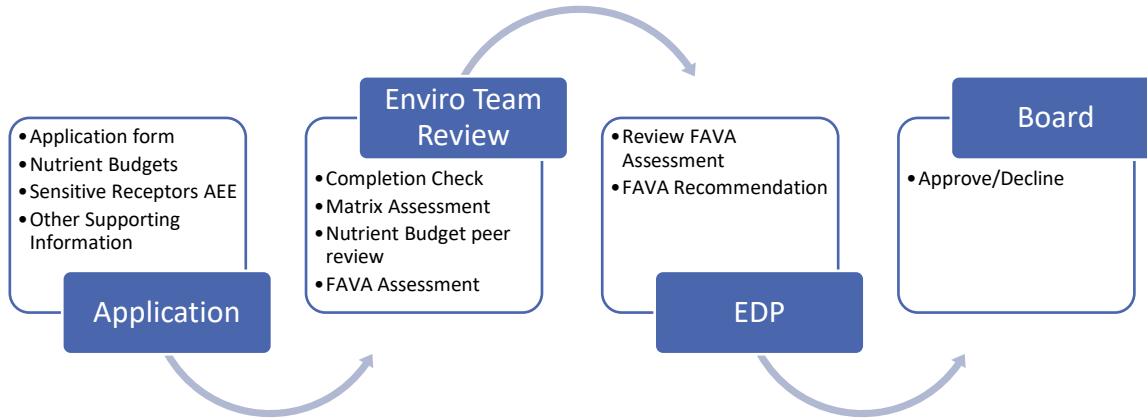 • Application form
• Nutrient Budgets
• Sensitive Receptors AEE
• Other Supporting
Information
Application
Enviro Team
Review
• Completion Check
• Matrix Assessment
• Nutrient Budget peer
review
• FAVA Assessment
• Review FAVA
Assessment
• FAVA Recommendation
EDP
Board
• Approve/Decline